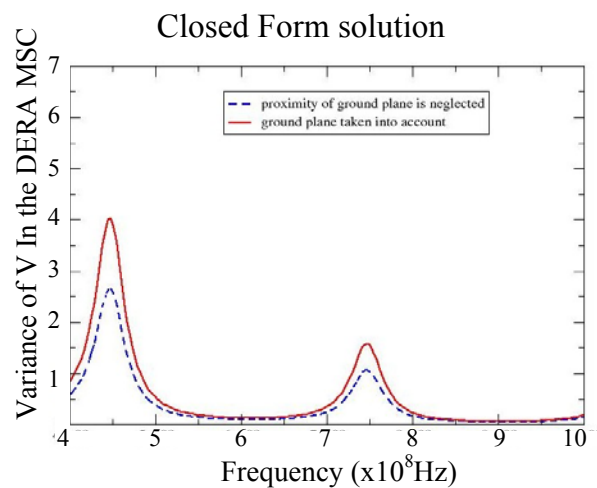 Closed Form solution
Variance of V In the DERA MSC
7
6
5
4
3
2
1
proximity of ground plane is neglected
ground plane taken into account
4 5 6 7 8 9 10
Frequency (x10⁸Hz)